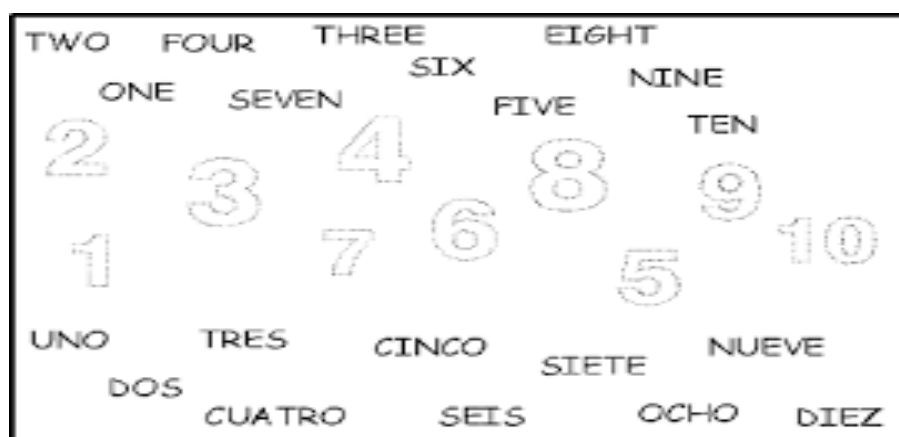 TWO FOUR THREE EIGHT
SIX NINE
ONE SEVEN FIVE
TEN
2 3 4 8 9
1 7 6 5 10
UNO TRES CINCO NUEVE
SIETE
DOS
CUATRO SEIS OCHO DIEZ